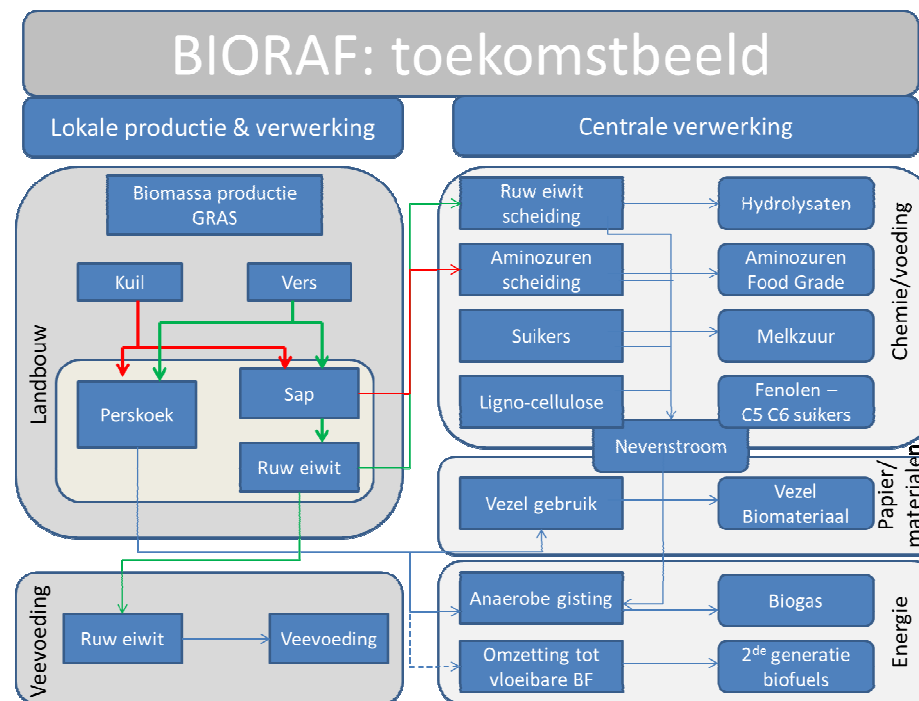 BIORAF: toekomstbeeld
Lokale productie & verwerking
Centrale verwerking
Landbouw
Biomassa productie
GRAS
Kuil
Vers
Perskoek
Sap
Ruw eiwit
Veevoeding
Ruw eiwit
Veevoeding
Chemie/voeding
Ruw eiwit
scheiding
Hydrolysaten
Aminozuren
scheiding
Aminozuren
Food Grade
Suikers
Melkzuur
Ligno-cellulose
Fenolen –
C5 C6 suikers
Nevenstroom
Papier/
materialen
Vezel gebruik
Vezel
Biomateriaal
Energie
Anaerobe gisting
Biogas
Omzetting tot
vloeibare BF
2de generatie
biofuels